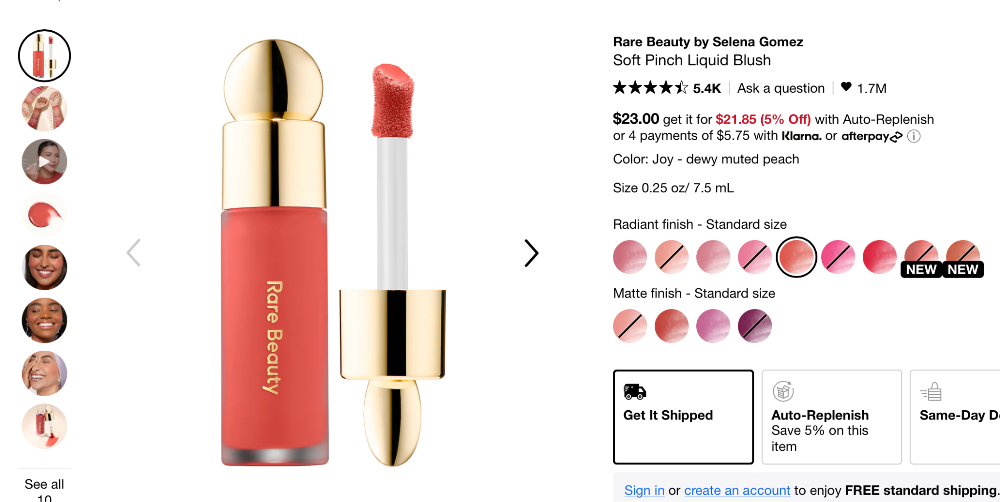 Rare Beauty by Selena Gomez
Soft Pinch Liquid Blush
5.4K Ask a question 1.7M
$23.00 get it for $21.85 (5% Off) with Auto-Replenish
or 4 payments of $5.75 with Klarna. or afterpay
Color: Joy - dewy muted peach
Size 0.25 oz/ 7.5 mL
Radiant finish - Standard size
NEW NEW
Matte finish - Standard size
Rare Beauty
Get It Shipped
Auto-Replenish
Save 5% on this
item
Same-Day
Sign in or create an account to enjoy FREE standard shipping.
See all
10